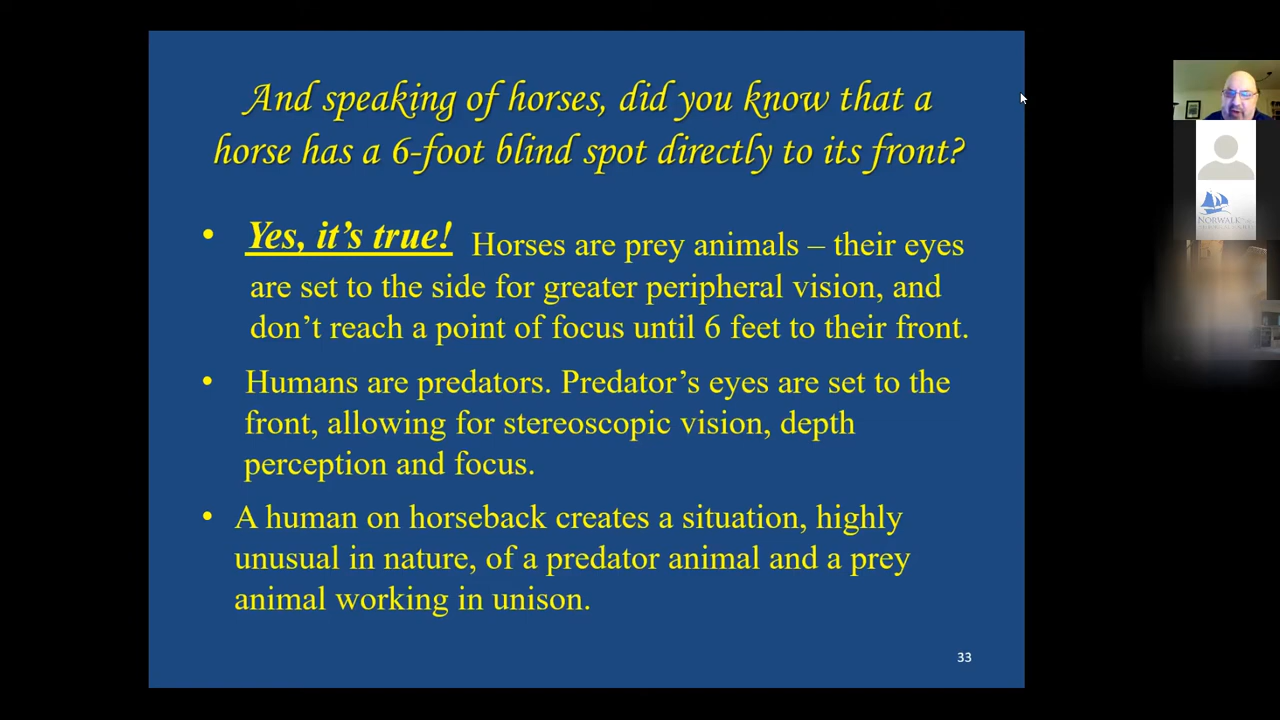 And speaking of horses, did you know that a
horse has a 6-foot blind spot directly to its front?
• Yes, it's true! Horses are prey animals – their eyes
are set to the side for greater peripheral vision, and
don't reach a point of focus until 6 feet to their front.
• Humans are predators. Predator's eyes are set to the
front, allowing for stereoscopic vision, depth
perception and focus.
• A human on horseback creates a situation, highly
unusual in nature, of a predator animal and a prey
animal working in unison.
33
NORWALK